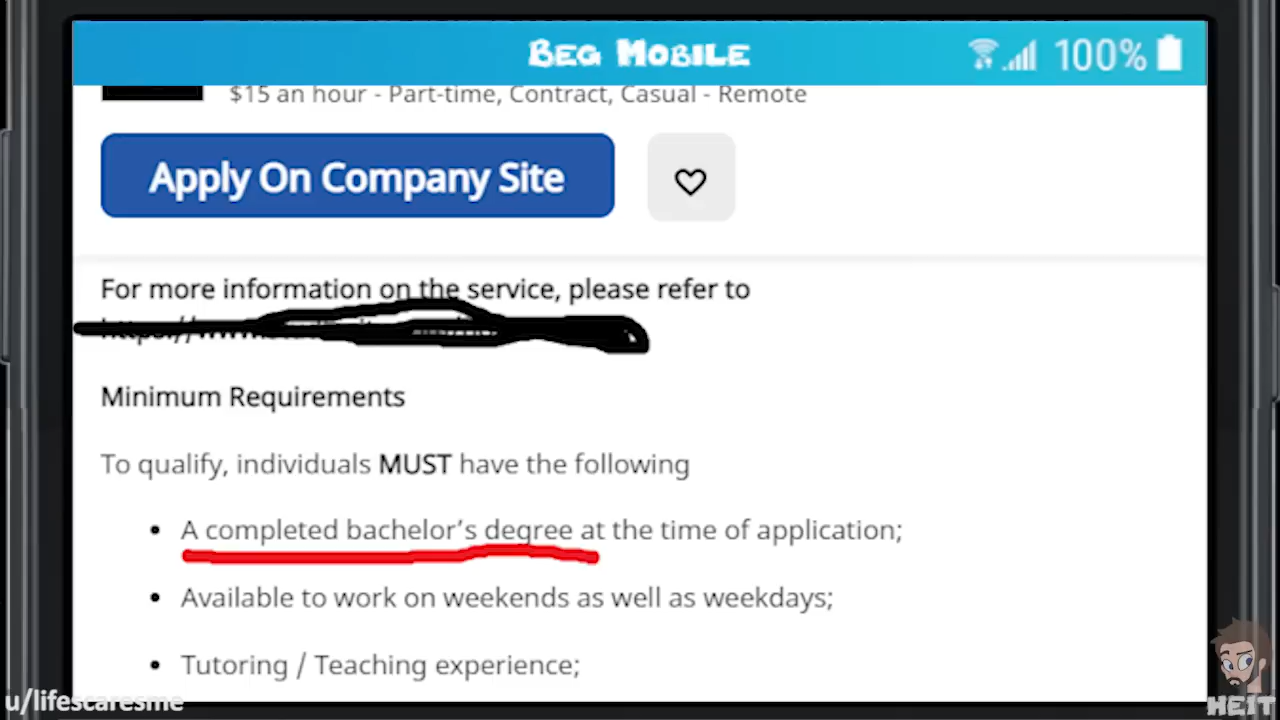 Beg Mobile
100%
$15 an hour - Part-time, Contract, Casual - Remote
Apply On Company Site
For more information on the service, please refer to
Minimum Requirements
To qualify, individuals MUST have the following
• A completed bachelor's degree at the time of application;
• Available to work on weekends as well as weekdays;
• Tutoring / Teaching experience;
u/lifescaresme
HEIT